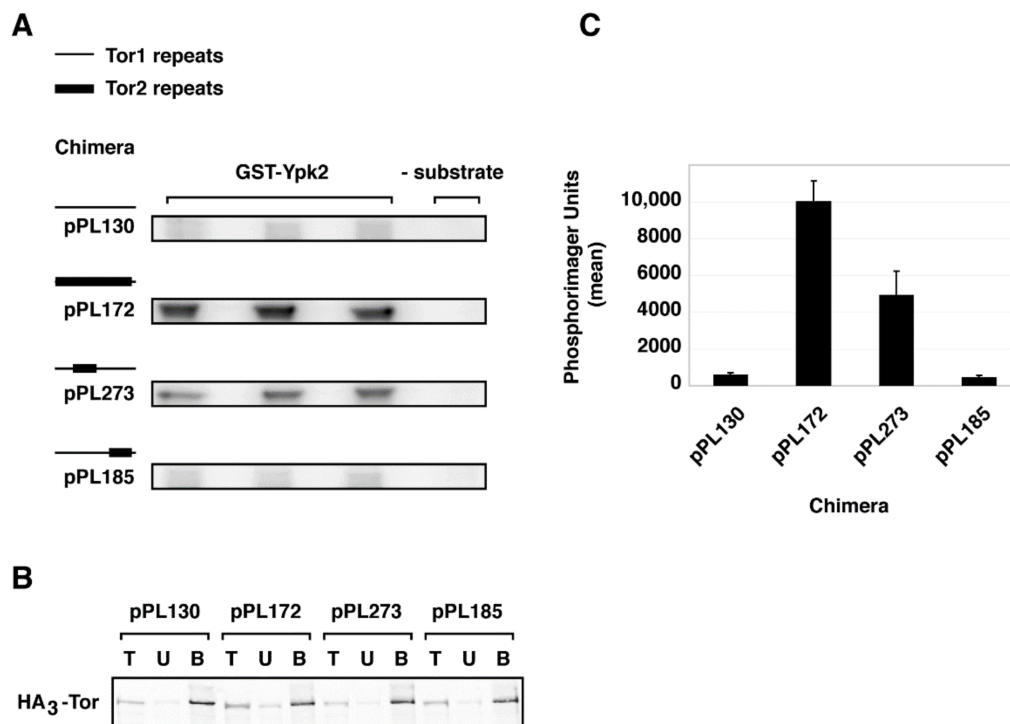 A
Tor1 repeats
Tor2 repeats
Chimera
GST-Ypk2
- substrate
pPL130
pPL172
pPL273
pPL185
C
Phosphorimager Units
(mean)
10,000
8000
6000
4000
2000
0
pPL130
pPL172
pPL273
pPL185
Chimera
B
pPL130 pPL172 pPL273 pPL185
T U B T U B T U B T U B
HA3-Tor